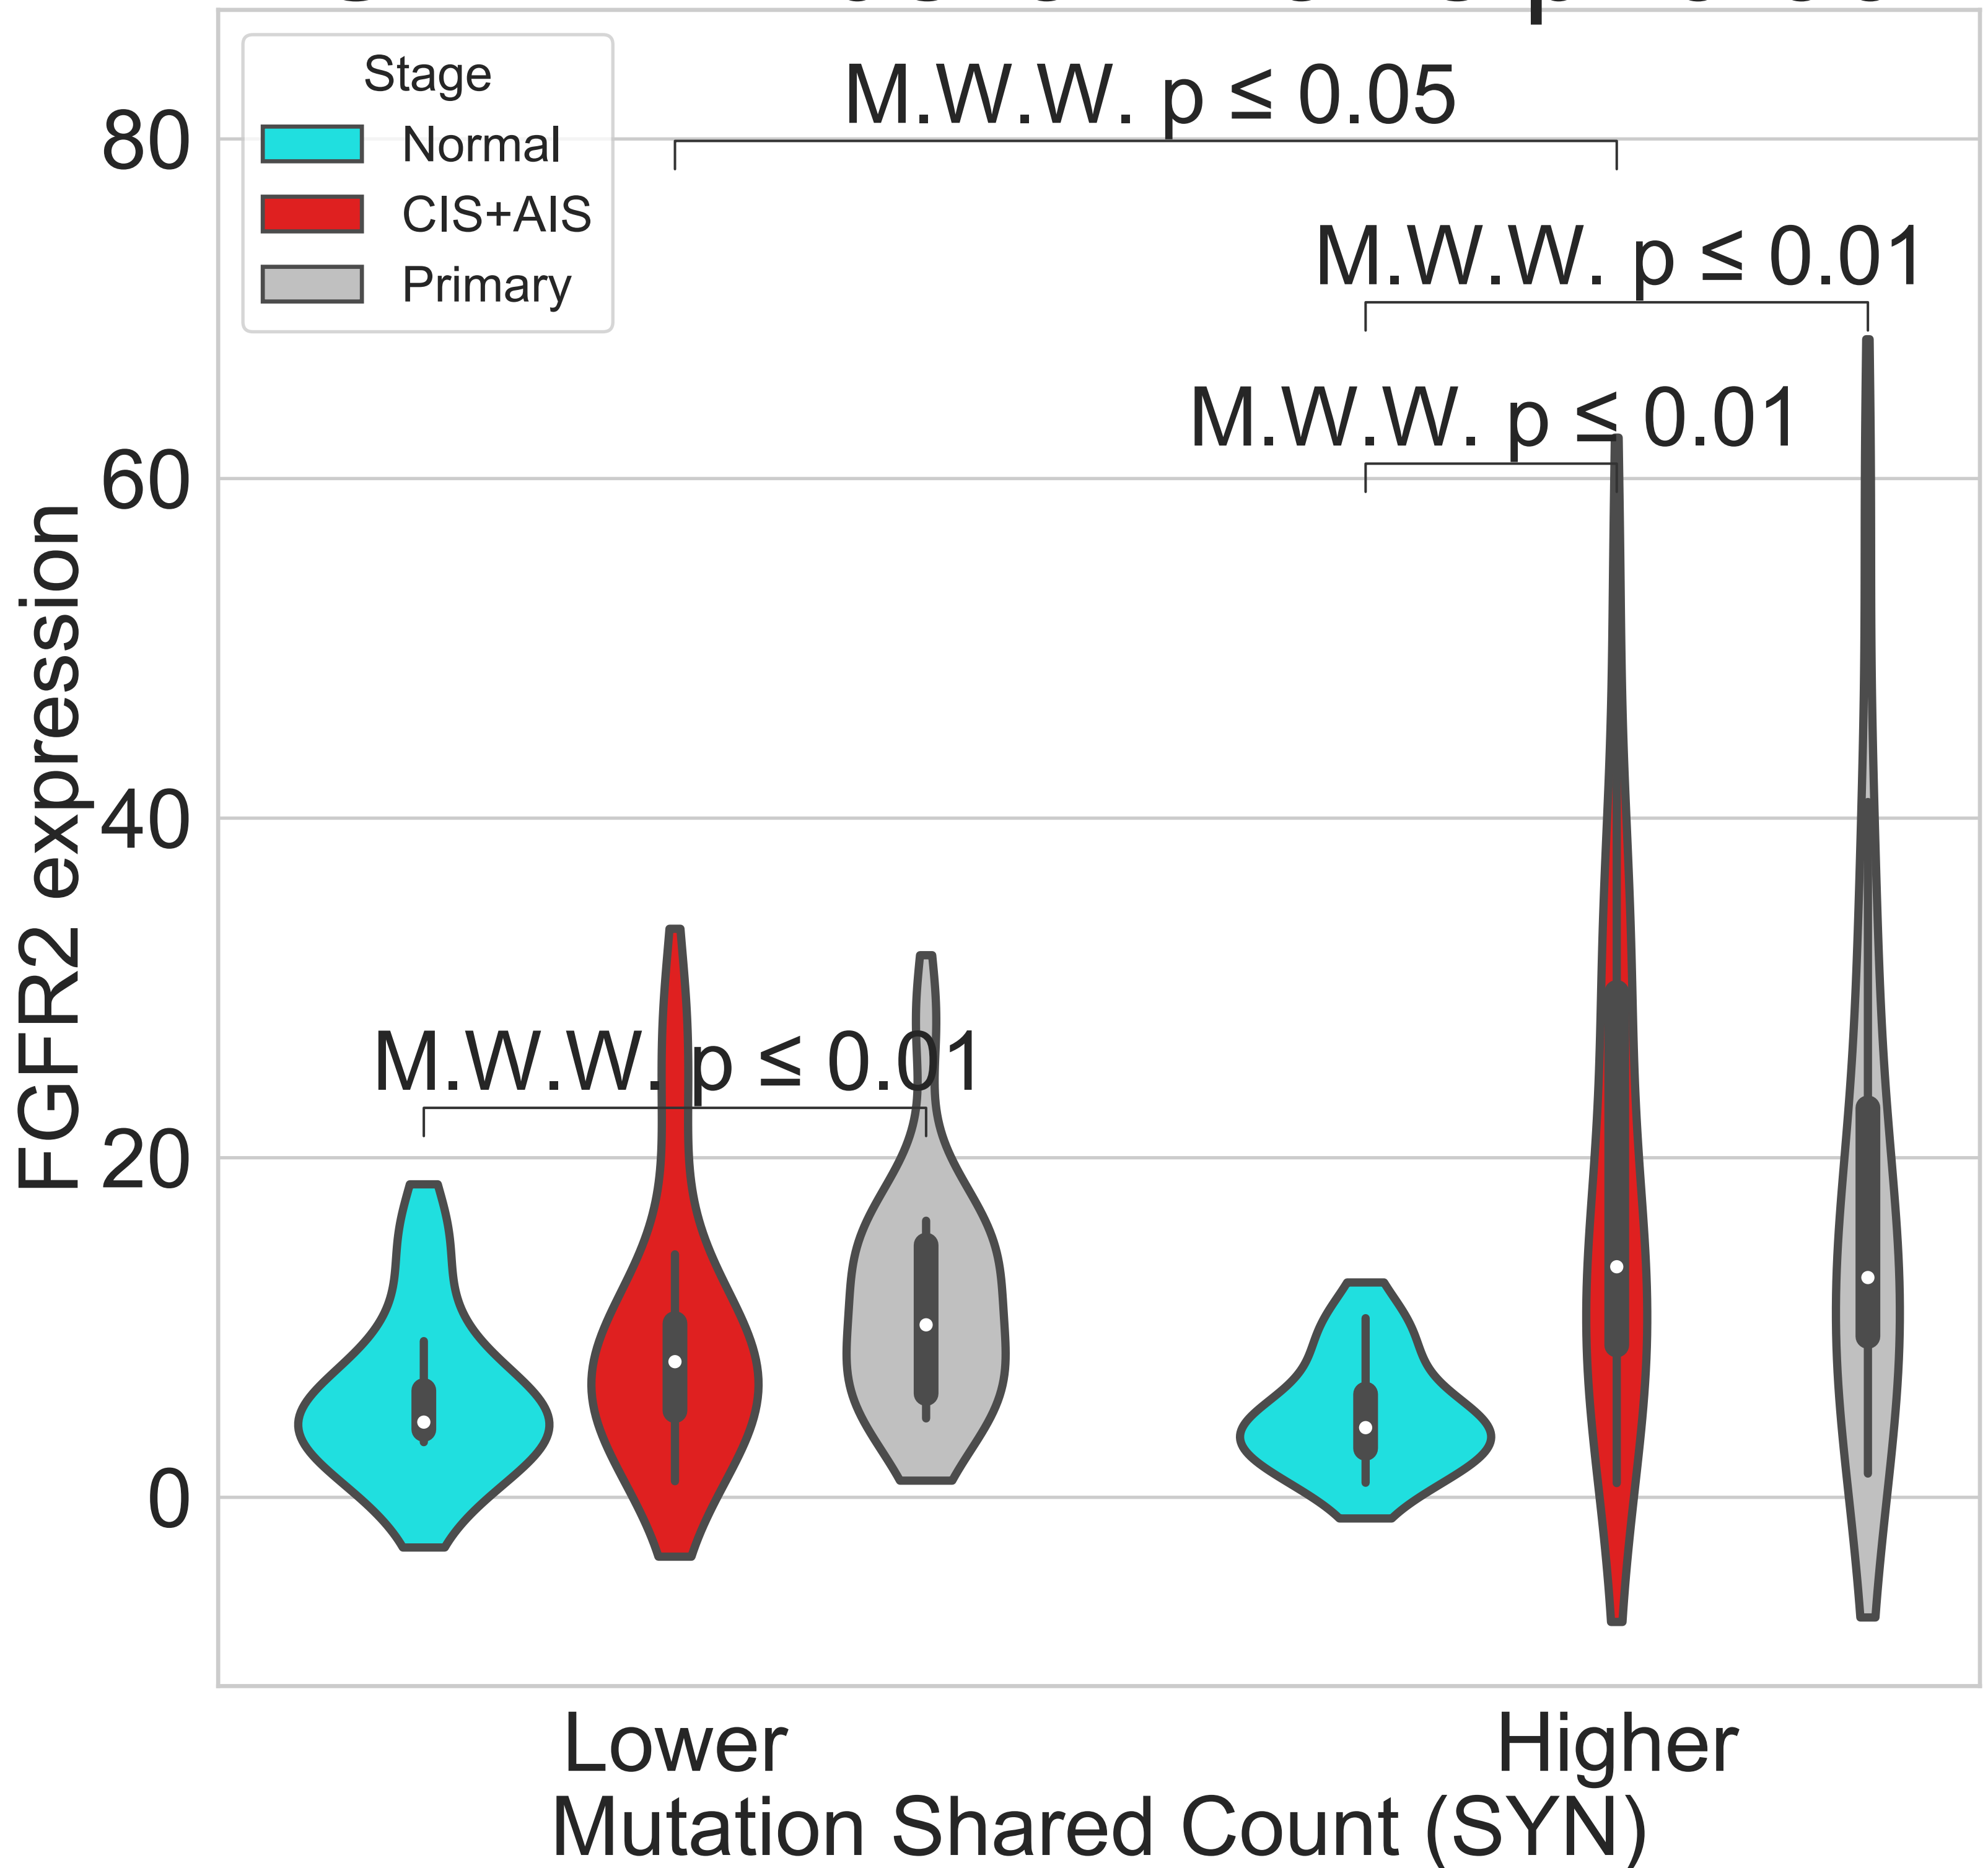 Stage
Normal
CIS+AIS
Primary
M.W.W. p ≤ 0.05
M.W.W. p ≤ 0.01
M.W.W. p ≤ 0.01
M.W.W. p ≤ 0.01
80
60
40
20
0
FGFR2 expression
Lower
Higher
Mutation Shared Count (SYN)